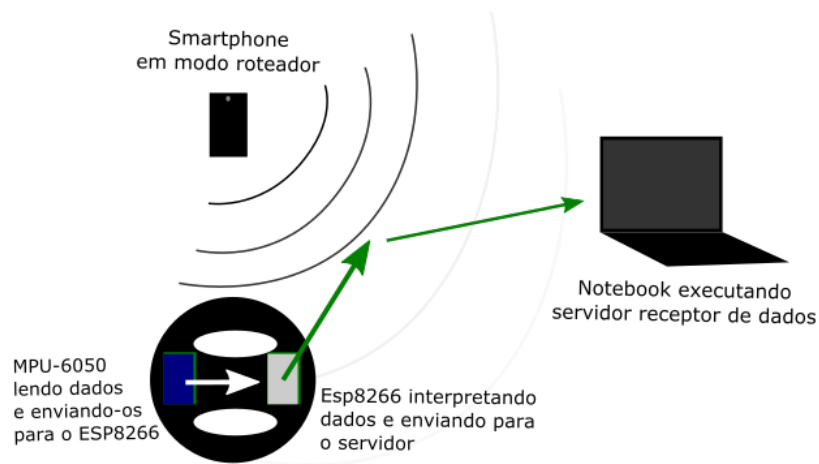 Smartphone
em modo roteador
Notebook executando
servidor receptor de dados
MPU-6050
lendo dados
e enviando-os
para o ESP8266
Esp8266 interpretando
dados e enviando para
o servidor